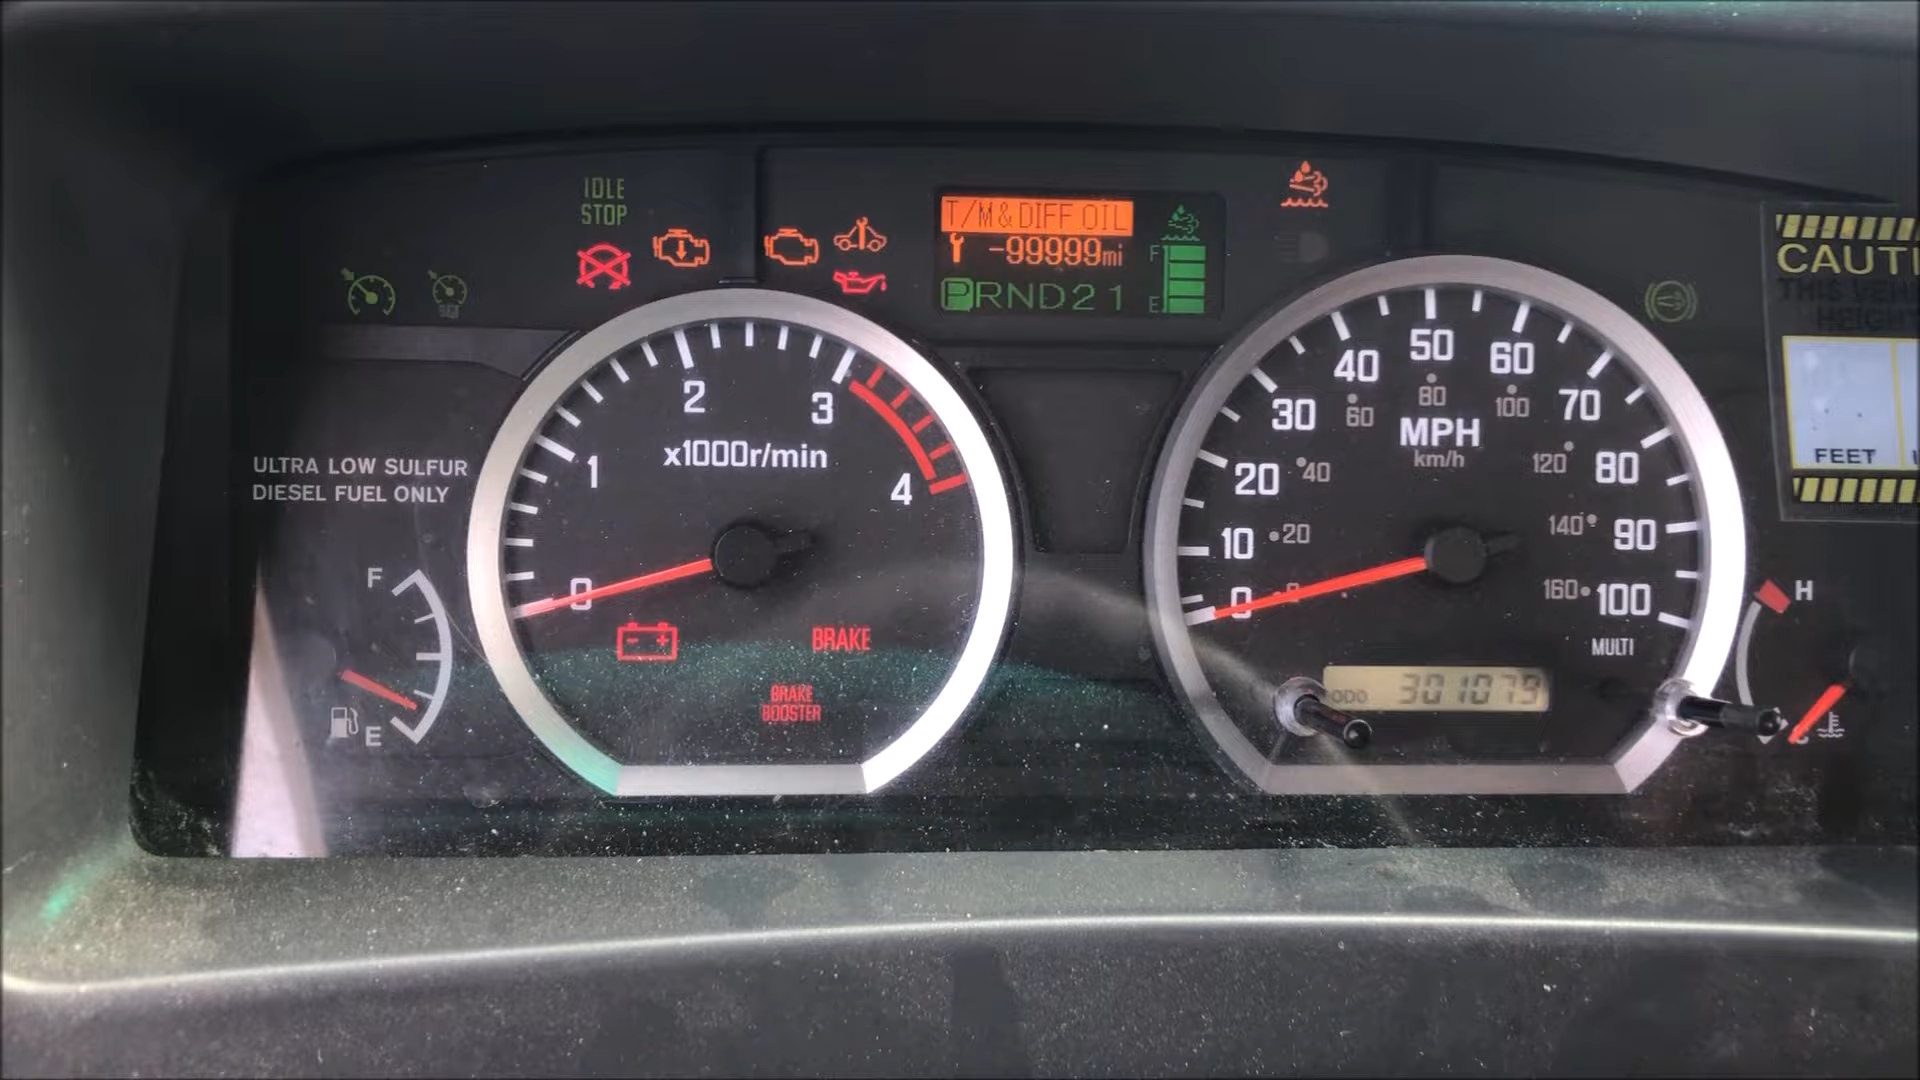 IDLE
STOP
T/M&DIFF OIL
-99999mi
PRND21
F
E
CAUTI
THIS VEH
HEIGHT
FEET
ULTRA LOW SULFUR
DIESEL FUEL ONLY
F
E
0
1
2
3
4
x1000r/min
- +
BRAKE
BRAKE
BOOSTER
0
10
20
30
40
50
60
70
80
90
100
MPH
km/h
0
20
40
60
80
100
120
140
160
MULTI
ODO 301079
H
C